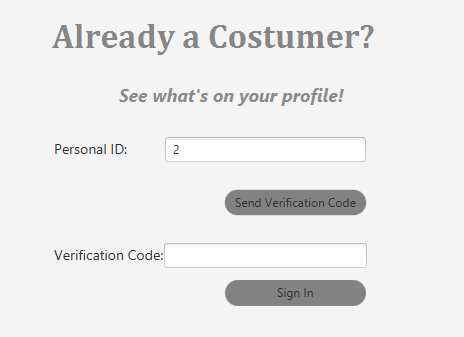 Already a Costumer?
See what's on your profile!
Personal ID: 2
Send Verification Code
Verification Code:
Sign In